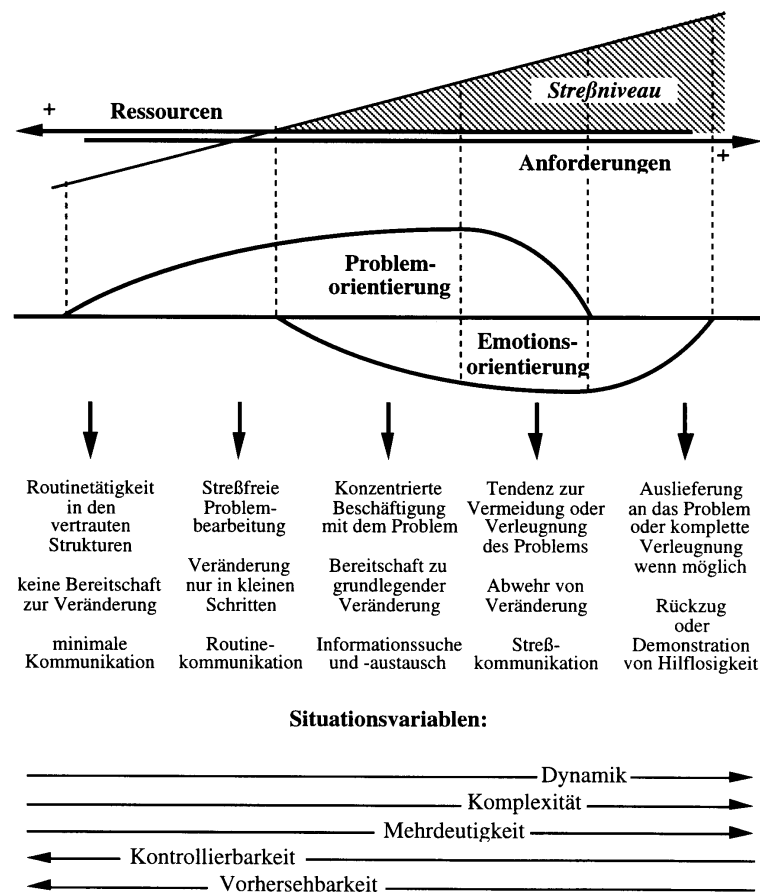 Streßniveau
+
Ressourcen
Anforderungen
+
Problem-
orientierung
Emotions-
orientierung
Routinetätigkeit
in den
vertrauten
Strukturen
keine Bereitschaft
zur Veränderung
minimale
Kommunikation
Streßfreie
Problem-
bearbeitung
Veränderung
nur in kleinen
Schritten
Routine-
kommunikation
Konzentrierte
Beschäftigung
mit dem Problem
Bereitschaft zu
grundlegender
Veränderung
Informationssuche
und -austausch
Tendenz zur
Vermeidung oder
Verleugnung
des Problems
Abwehr von
Veränderung
Streß-
kommunikation
Auslieferung
an das Problem
oder komplette
Verleugnung
wenn möglich
Rückzug
oder
Demonstration
von Hilflosigkeit
Situationsvariablen:
Dynamik
Komplexität
Mehrdeutigkeit
Kontrollierbarkeit
Vorhersehbarkeit